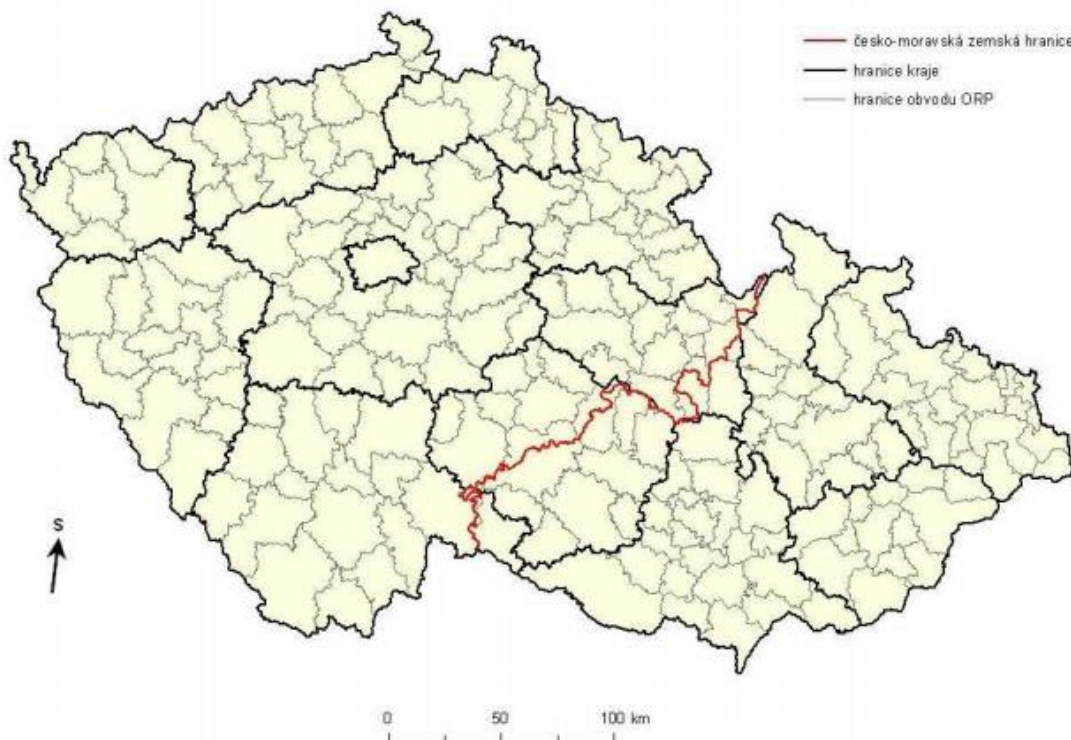 česko-moravská zemská hranice
hranice kraje
hranice obvodu ORP
S
0 50 100 km